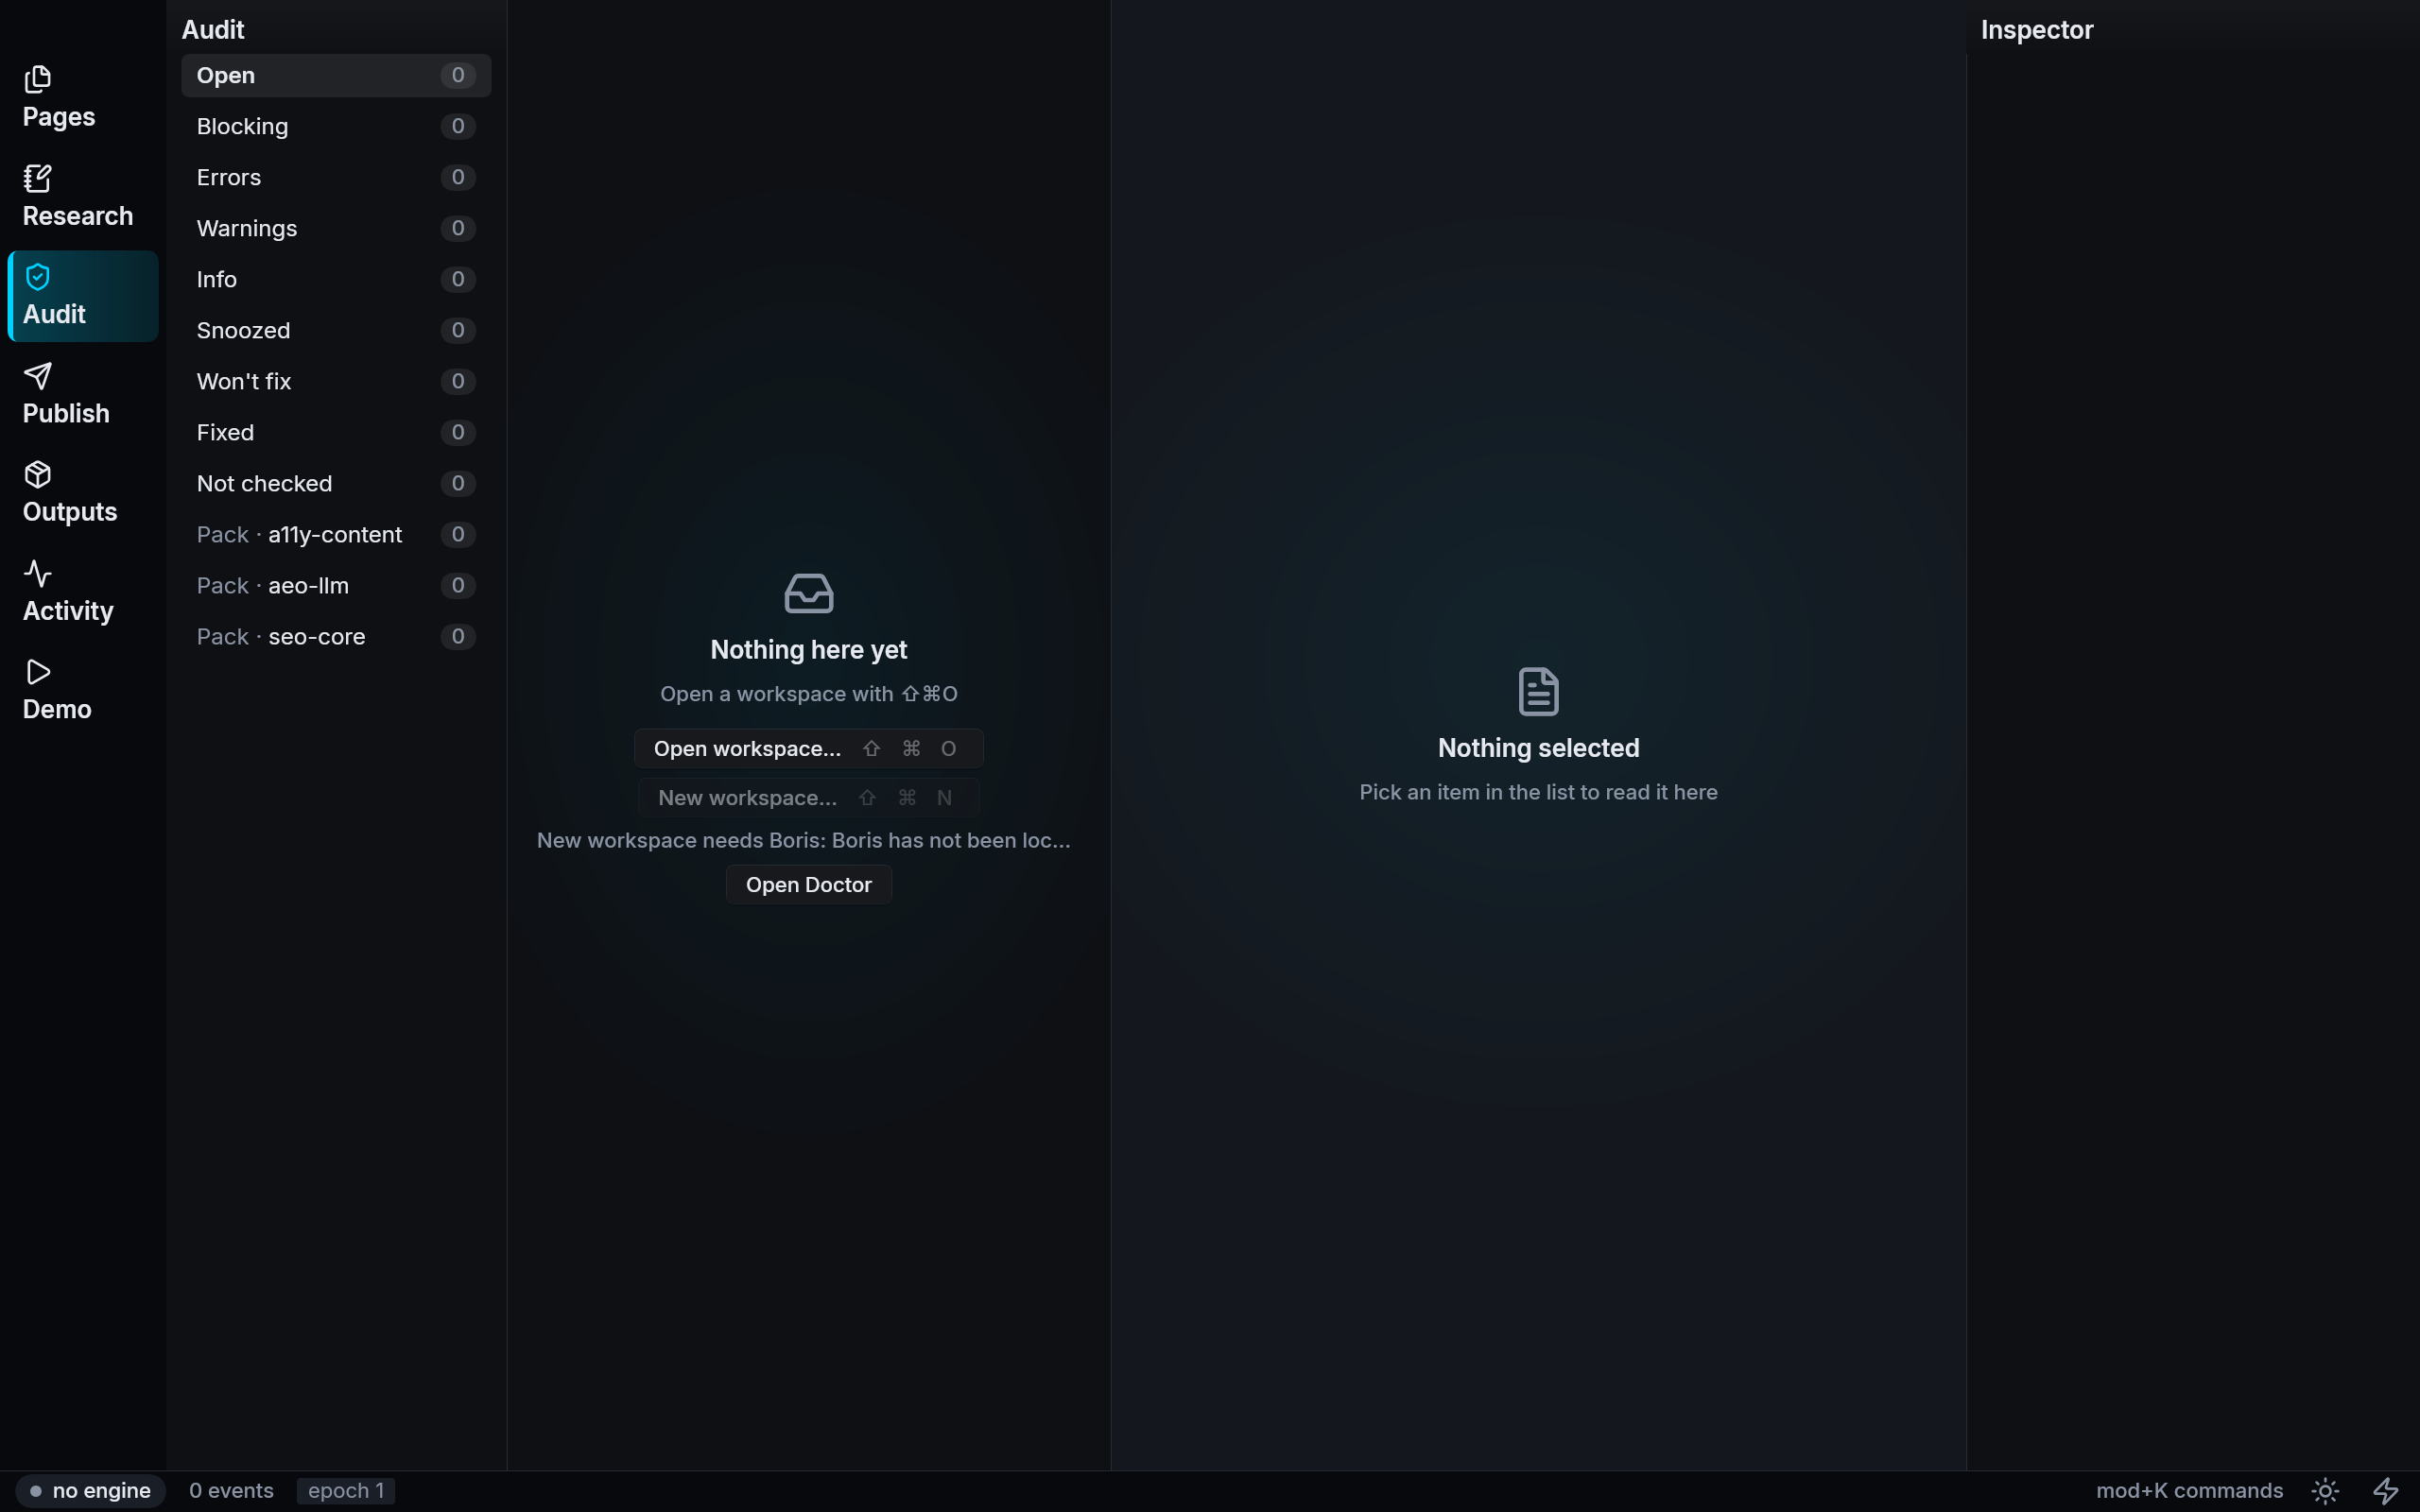 Pages
Research
Audit
Publish
Outputs
Activity
Demo
Audit
Open 0
Blocking 0
Errors 0
Warnings 0
Info 0
Snoozed 0
Won't fix 0
Fixed 0
Not checked 0
Pack · a11y-content 0
Pack · aeo-llm 0
Pack · seo-core 0
Nothing here yet
Open a workspace with ⇧⌘O
Open workspace... ⇧ ⌘ O
New workspace... ⇧ ⌘ N
New workspace needs Boris: Boris has not been loc...
Open Doctor
Nothing selected
Pick an item in the list to read it here
Inspector
no engine 0 events epoch 1
mod+K commands